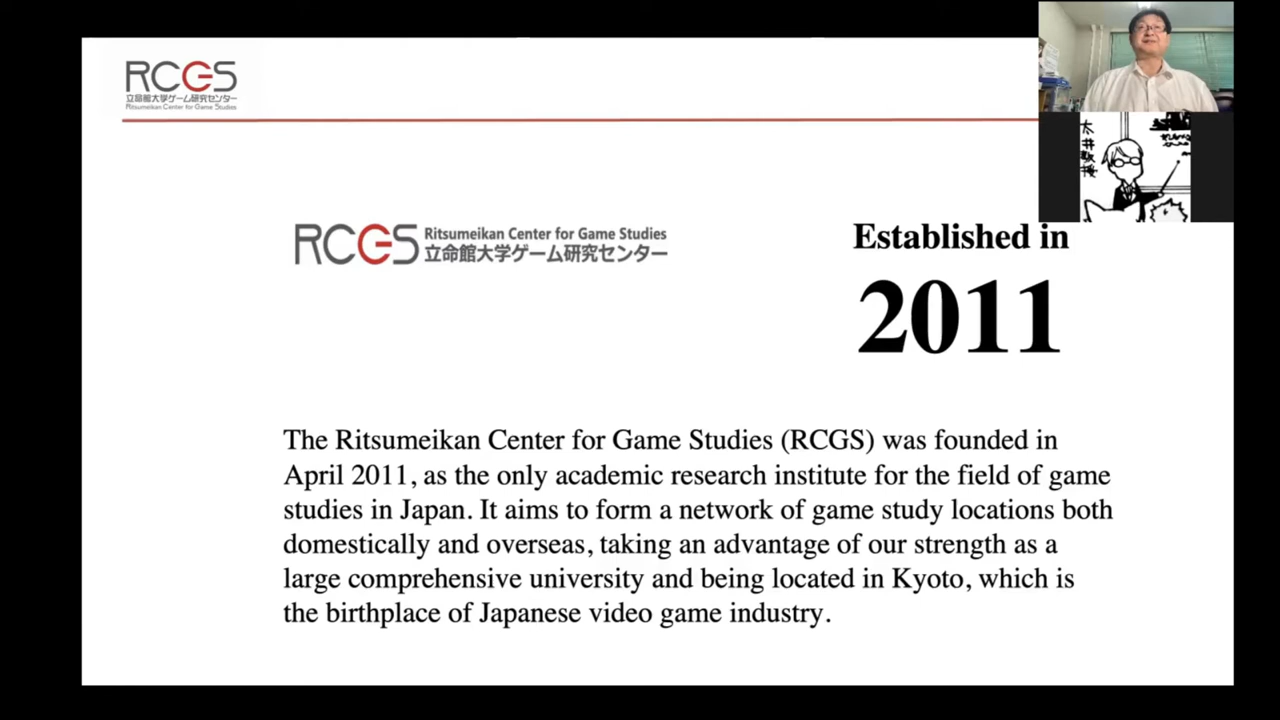 RCGS
立命館大学ゲーム研究センター
Ritsumeikan Center for Game Studies
RCGS
Ritsumeikan Center for Game Studies
立命館大学ゲーム研究センター
Established in
2011
The Ritsumeikan Center for Game Studies (RCGS) was founded in
April 2011, as the only academic research institute for the field of game
studies in Japan. It aims to form a network of game study locations both
domestically and overseas, taking an advantage of our strength as a
large comprehensive university and being located in Kyoto, which is
the birthplace of Japanese video game industry.